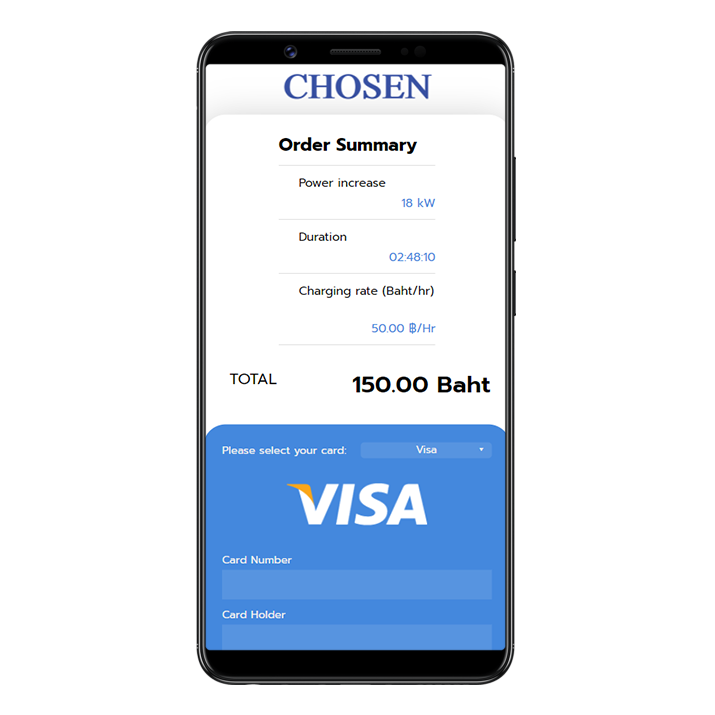 CHOSEN
Order Summary
Power increase
18 kW
Duration
02:48:10
Charging rate (Baht/hr)
50.00 ฿/Hr
TOTAL
150.00 Baht
Please select your card:
Visa
VISA
Card Number
Card Holder